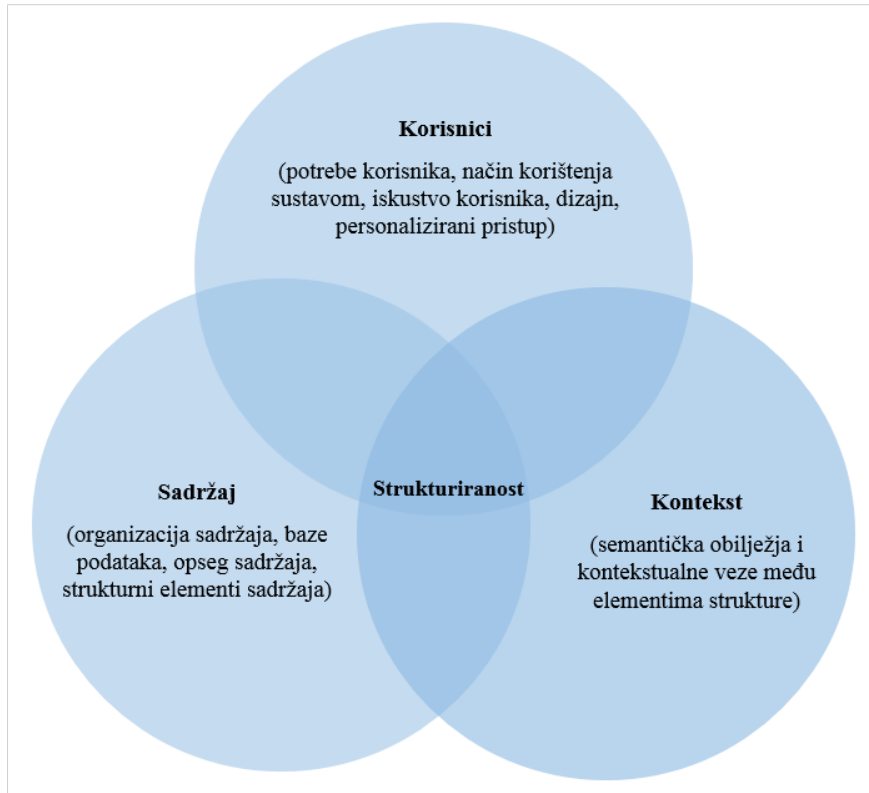 Korisnici
(potrebe korisnika, način korištenja
sustavom, iskustvo korisnika, dizajn,
personalizirani pristup)
Sadržaj
(organizacija sadržaja, baze
podataka, opseg sadržaja,
strukturni elementi sadržaja)
Strukturiranost
Kontekst
(semantička obilježja i
kontekstualne veze među
elementima strukture)